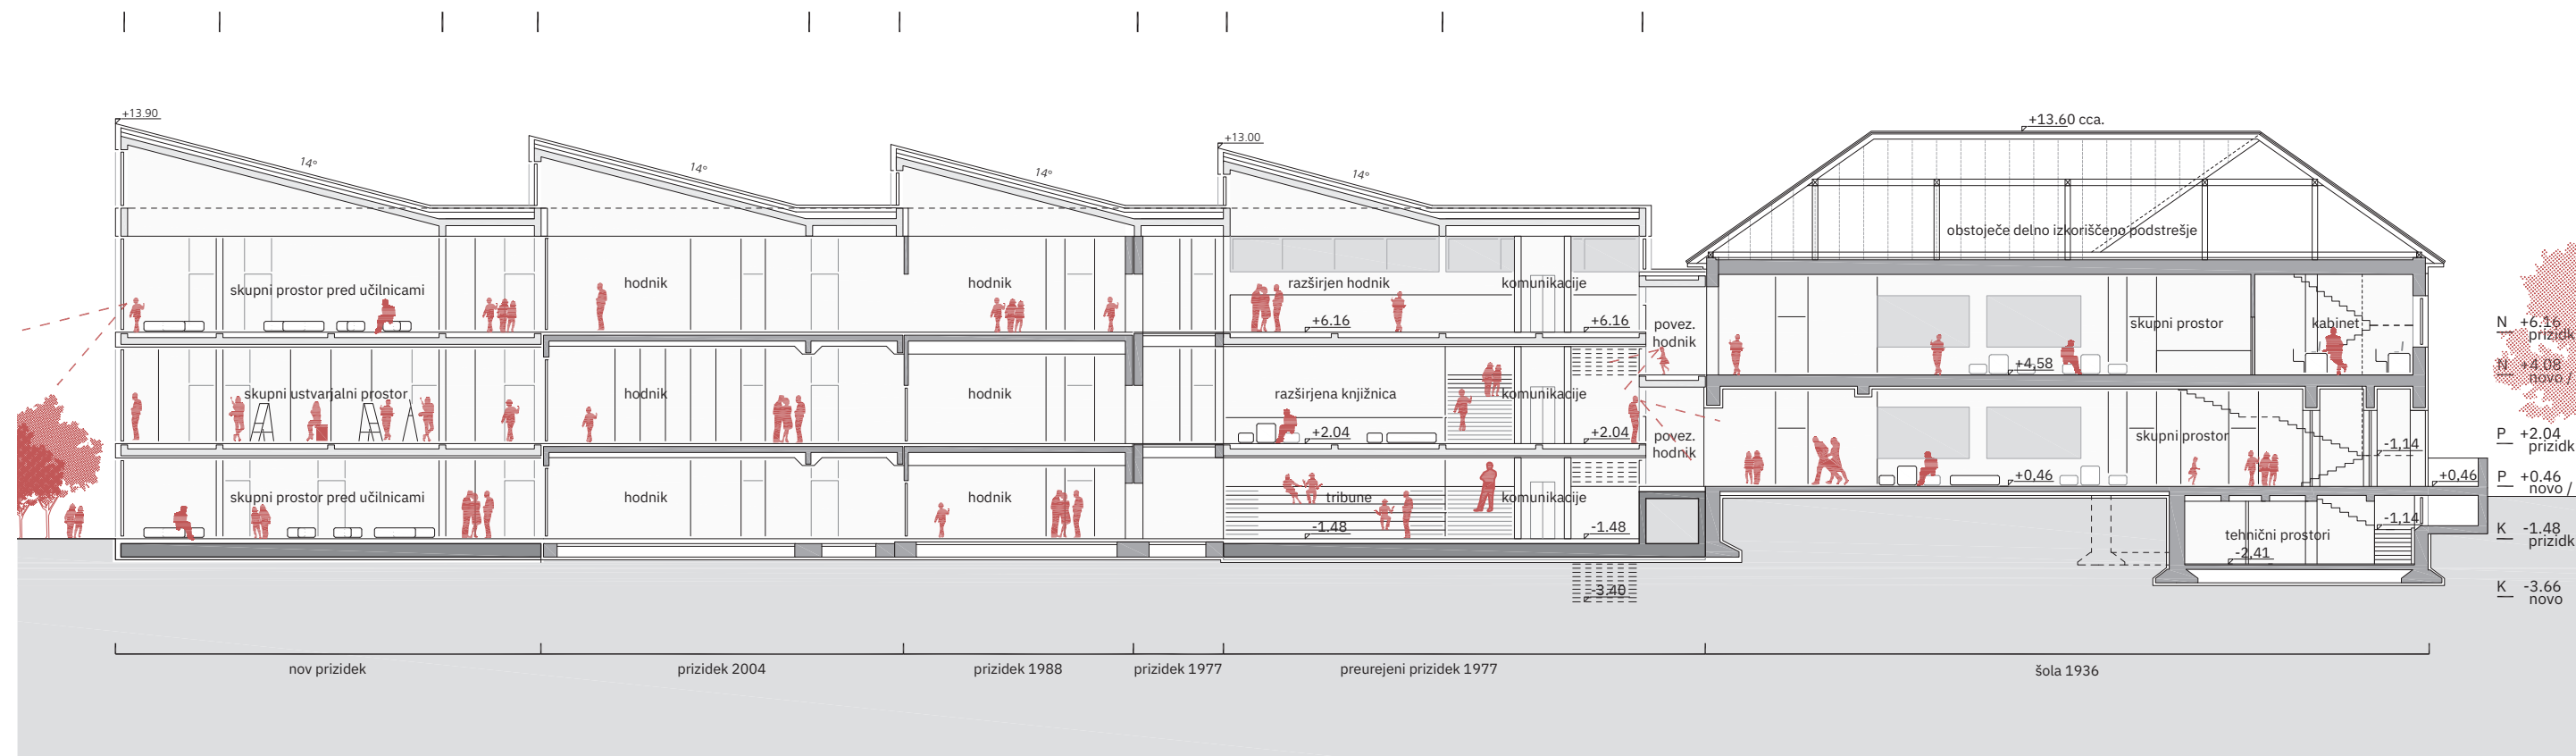 +13.90
+13.00
+13.60 cca.
14°
14°
14°
14°
obstoječe delno izkoriščeno podstrešje
skupni prostor pred učilnicami
hodnik
hodnik
razširjen hodnik
komunikacije
+6.16
+6.16
povez.
hodnik
skupni prostor
kabinet
+4,58
N +6.16
prizidk
N +4.08
novo /
skupni ustvarjalni prostor
hodnik
hodnik
razširjena knjižnica
komunikacije
+2.04
+2.04
povez.
hodnik
skupni prostor
-1,14
P +2.04
prizidk
+0,46
+0,46
P +0.46
novo /
skupni prostor pred učilnicami
hodnik
hodnik
tribune
komunikacije
-1.48
-1.48
-1,14
tehnični prostori
-2,41
K -1.48
prizidk
-3.40
K -3.66
novo
nov prizidek
prizidek 2004
prizidek 1988
prizidek 1977
preurejeni prizidek 1977
šola 1936